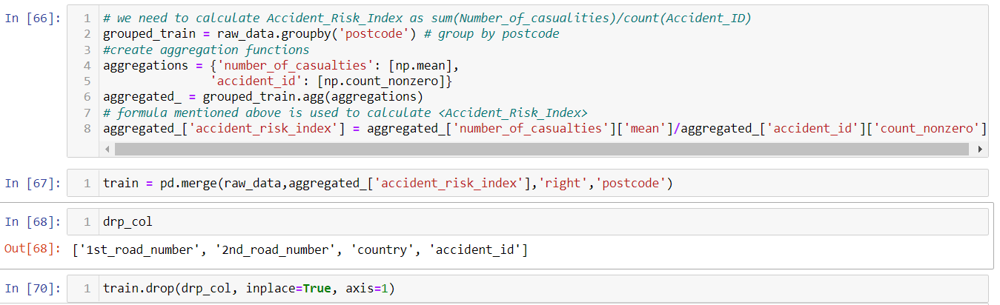 In [66]:
1 # we need to calculate Accident_Risk_Index as sum(Number_of_casualities)/count(Accident_ID)
2 grouped_train = raw_data.groupby('postcode') # group by postcode
3 #create aggregation functions
4 aggregations = {'number_of_casualties': [np.mean],
5 'accident_id': [np.count_nonzero]}
6 aggregated_ = grouped_train.agg(aggregations)
7 # formula mentioned above is used to calculate <Accident_Risk_Index>
8 aggregated_['accident_risk_index'] = aggregated_['number_of_casualties']['mean']/aggregated_['accident_id']['count_nonzero']
In [67]: 1 train = pd.merge(raw_data,aggregated_['accident_risk_index'],'right','postcode')
In [68]: 1 drp_col
Out[68]: ['1st_road_number', '2nd_road_number', 'country', 'accident_id']
In [70]: 1 train.drop(drp_col, inplace=True, axis=1)